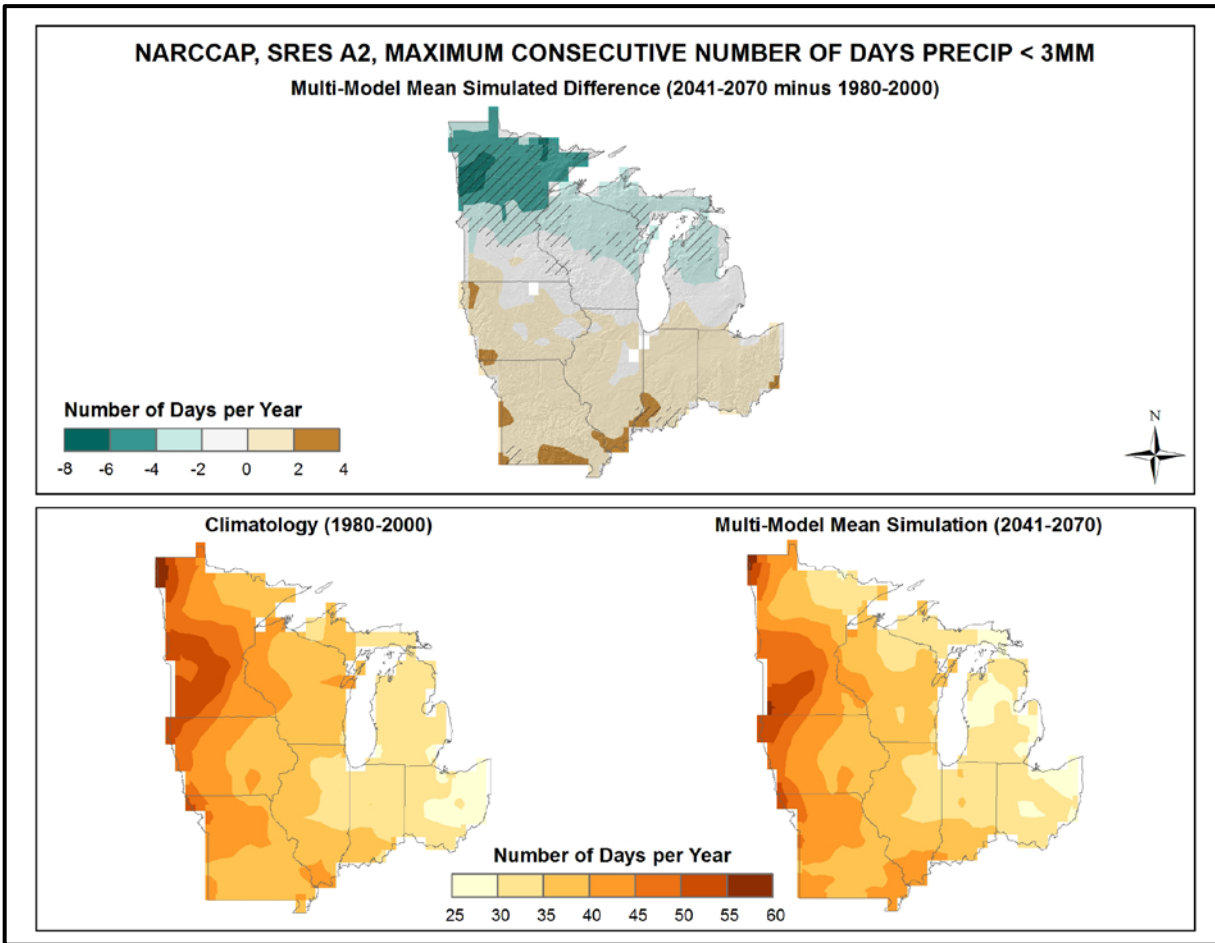 NARCCAP, SRES A2, MAXIMUM CONSECUTIVE NUMBER OF DAYS PRECIP < 3MM
Multi-Model Mean Simulated Difference (2041-2070 minus 1980-2000)
Number of Days per Year
-8 -6 -4 -2 0 2 4
N
Climatology (1980-2000)
Multi-Model Mean Simulation (2041-2070)
Number of Days per Year
25 30 35 40 45 50 55 60